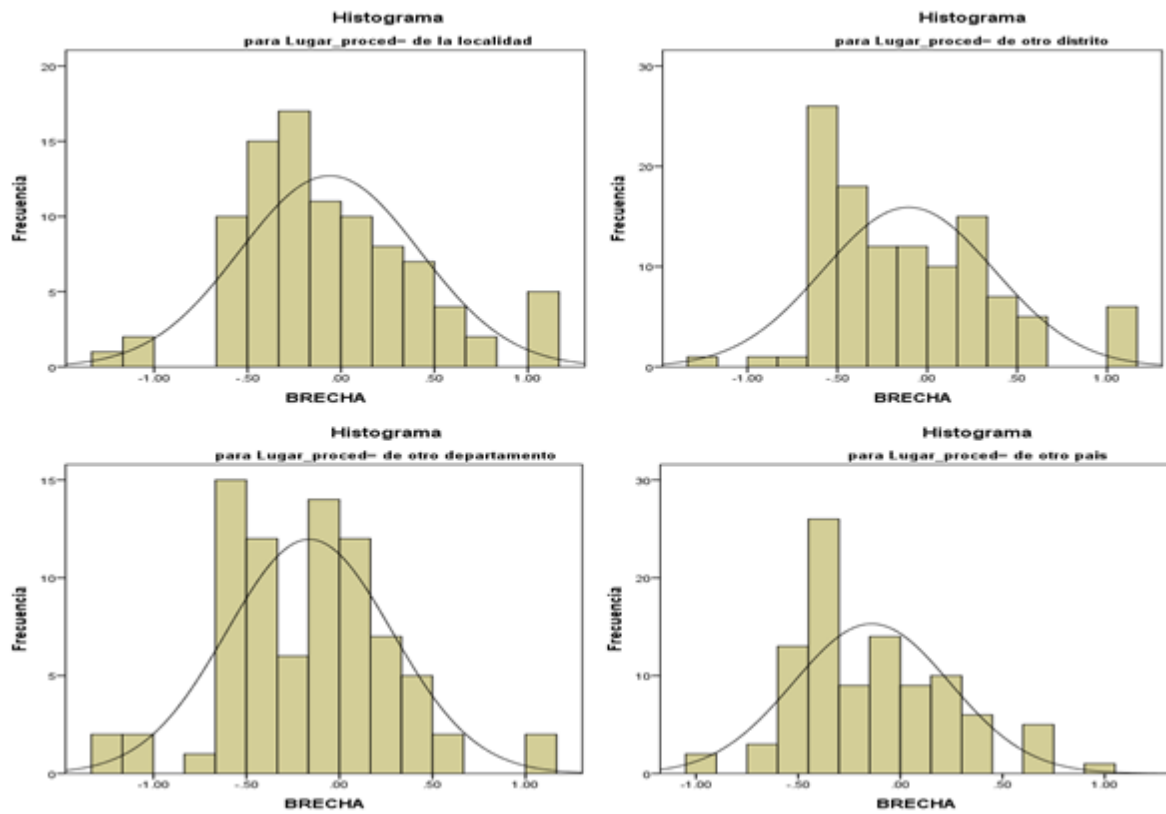 Histograma
para Lugar_proced= de la localidad
20
15
10
5
0
Frecuencia
-1.00 -.50 .00 .50 1.00
BRECHA
Histograma
para Lugar_proced= de otro distrito
30
20
10
0
Frecuencia
-1.00 -.50 .00 .50 1.00
BRECHA
Histograma
para Lugar_proced= de otro departamento
15
10
5
0
Frecuencia
-1.00 -.50 .00 .50 1.00
BRECHA
Histograma
para Lugar_proced= de otro pais
30
20
10
0
Frecuencia
-1.00 -.50 .00 .50 1.00
BRECHA